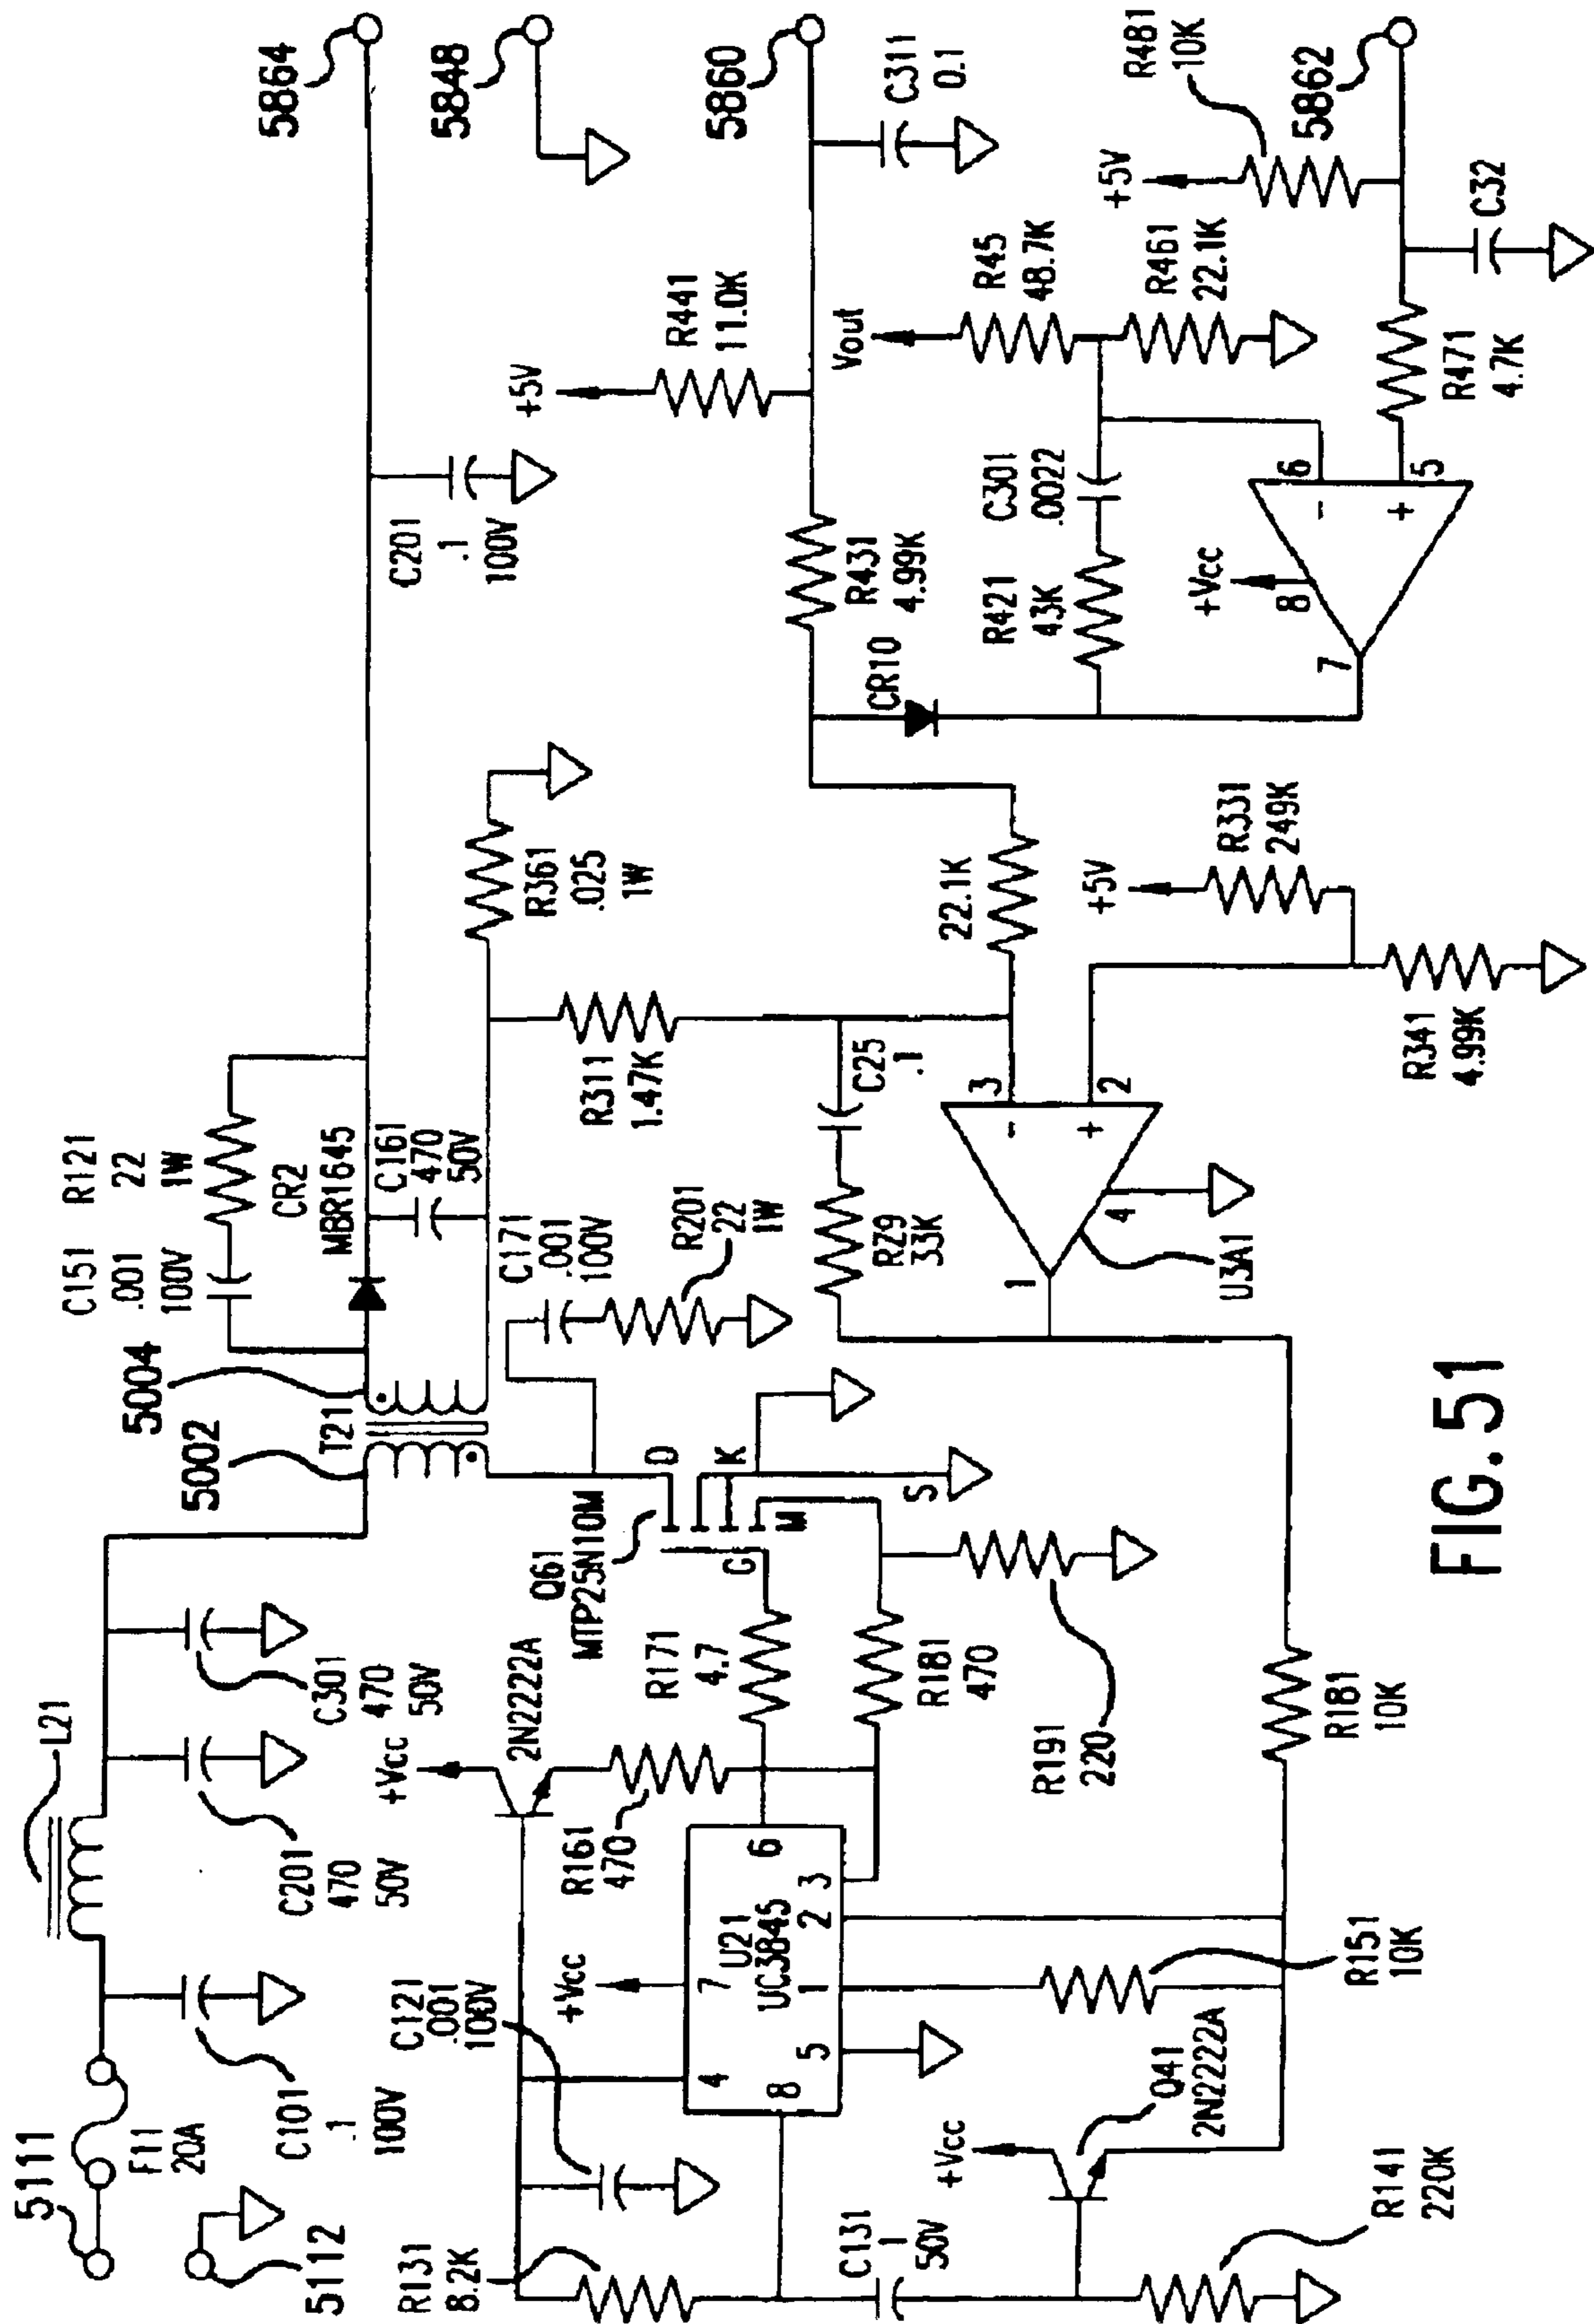 5111
F11
20A
5112
C101
.1
100V
L21
C201
470
50V
C301
470
50V
5002
5004
T211
C151
.001
100V
R121
22
1W
CR2
MBR1645
C161
470
50V
C201
.1
100V
5864
5848
R361
.025
1W
R311
1.47K
C171
.001
100V
R201
22
1W
+5V
R441
11.0K
5860
C311
0.1
R431
4.99K
CR10
Vout
R45
48.7K
R461
22.1K
C301
.0022
R421
43K
+5V
R481
10K
5862
C32
R471
4.7K
+Vcc
8
6
-
5
+
7
22.1K
+5V
R331
249K
R341
4.99K
C25
.1
RZ9
33K
3
-
2
+
1
4
U3A1
Q61
MTP25N10M
D
K
G
M
S
+Vcc
2N2222A
R161
470
R171
4.7
R181
470
R191
220
R131
8.2K
C121
.001
100V
+Vcc
7
U21
UC3845
4
8
5
1
2
3
6
C131
1
50V
+Vcc
Q41
2N2222A
R141
220K
R151
10K
R181
10K
FIG. 51